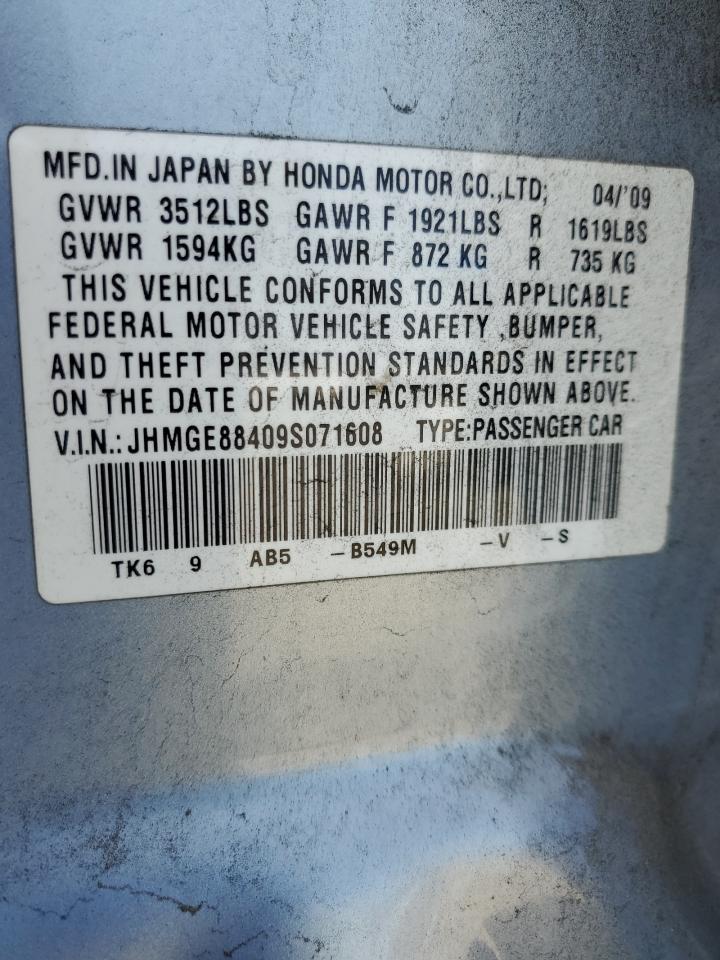 MFD.IN JAPAN BY HONDA MOTOR CO.,LTD; 04/'09
GVWR 3512LBS GAWR F 1921LBS R 1619LBS
GVWR 1594KG GAWR F 872 KG R 735 KG
THIS VEHICLE CONFORMS TO ALL APPLICABLE
FEDERAL MOTOR VEHICLE SAFETY ,BUMPER,
AND THEFT PREVENTION STANDARDS IN EFFECT
ON THE DATE OF MANUFACTURE SHOWN ABOVE.
V.I.N.: JHMGE88409S071608 TYPE:PASSENGER CAR
TK6 9 AB5 -B549M -V -S